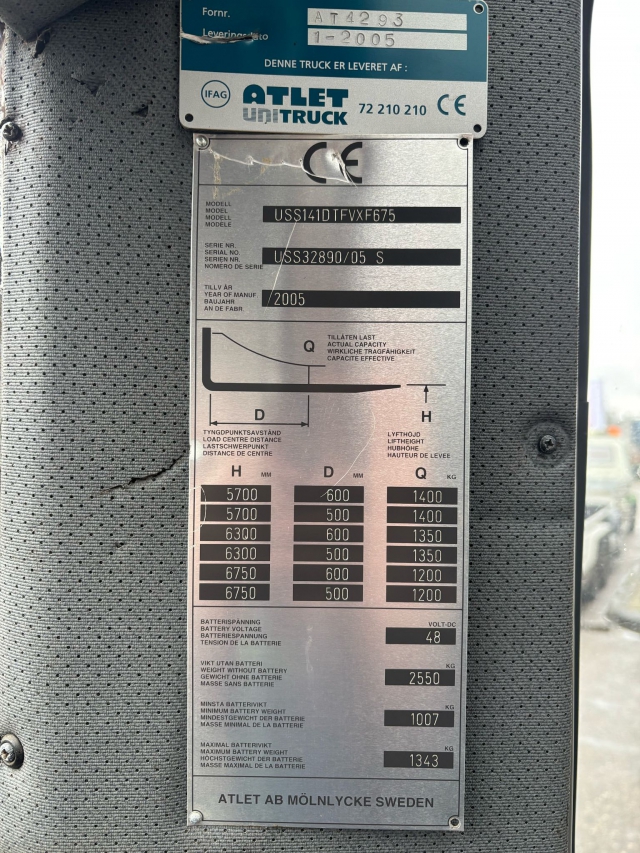 Fornr. AT4293
Leveringsdato 1-2005
DENNE TRUCK ER LEVERET AF :
IFAG ATLET
UNITRUCK 72 210 210 CE
CE
MODELL
MODEL
MODELL
MODELE
USS141DTFVXF675
SERIE NR.
SERIAL NO.
SERIEN NR.
NOMERO DE SERIE
USS32890/05 S
TILLV ÅR
YEAR OF MANUF
BAUJAHR
AN DE FABR.
2005
Q
TILLÅTEN LAST
ACTUAL CAPACITY
WIRKLICHE TRAGFÄHIGKEIT
CAPACITE EFFECTIVE
D
H
TYNGDPUNKTSAVSTÅND
LOAD CENTRE DISTANCE
LASTSCHWERPUNKT
DISTANCE DE CENTRE
LYFTHÖJD
LIFTHEIGHT
HUBHÖHE
HAUTEUR DE LEVEE
H MM D MM Q KG
5700 600 1400
5700 500 1400
6300 600 1350
6300 500 1350
6750 600 1200
6750 500 1200
BATTERISPÄNNING
BATTERY VOLTAGE
BATTERIESPANNUNG
TENSION DE LA BATTERIE
VOLT-DC
48
VIKT UTAN BATTERI
WEIGHT WITHOUT BATTERY
GEWICHT OHNE BATTERIE
MASSE SANS BATTERIE
KG
2550
MINSTA BATTERIVIKT
MINIMUM BATTERY WEIGHT
MINDESTGEWICHT DER BATTERIE
MASSE MINIMAL DE LA BATTERIE
KG
1007
MAXIMAL BATTERIVIKT
MAXIMUM BATTERY WEIGHT
HÖCHSTGEWICHT DER BATTERIE
MASSE MAXIMAL DE LA BATTERIE
KG
1343
ATLET AB MÖLNLYCKE SWEDEN